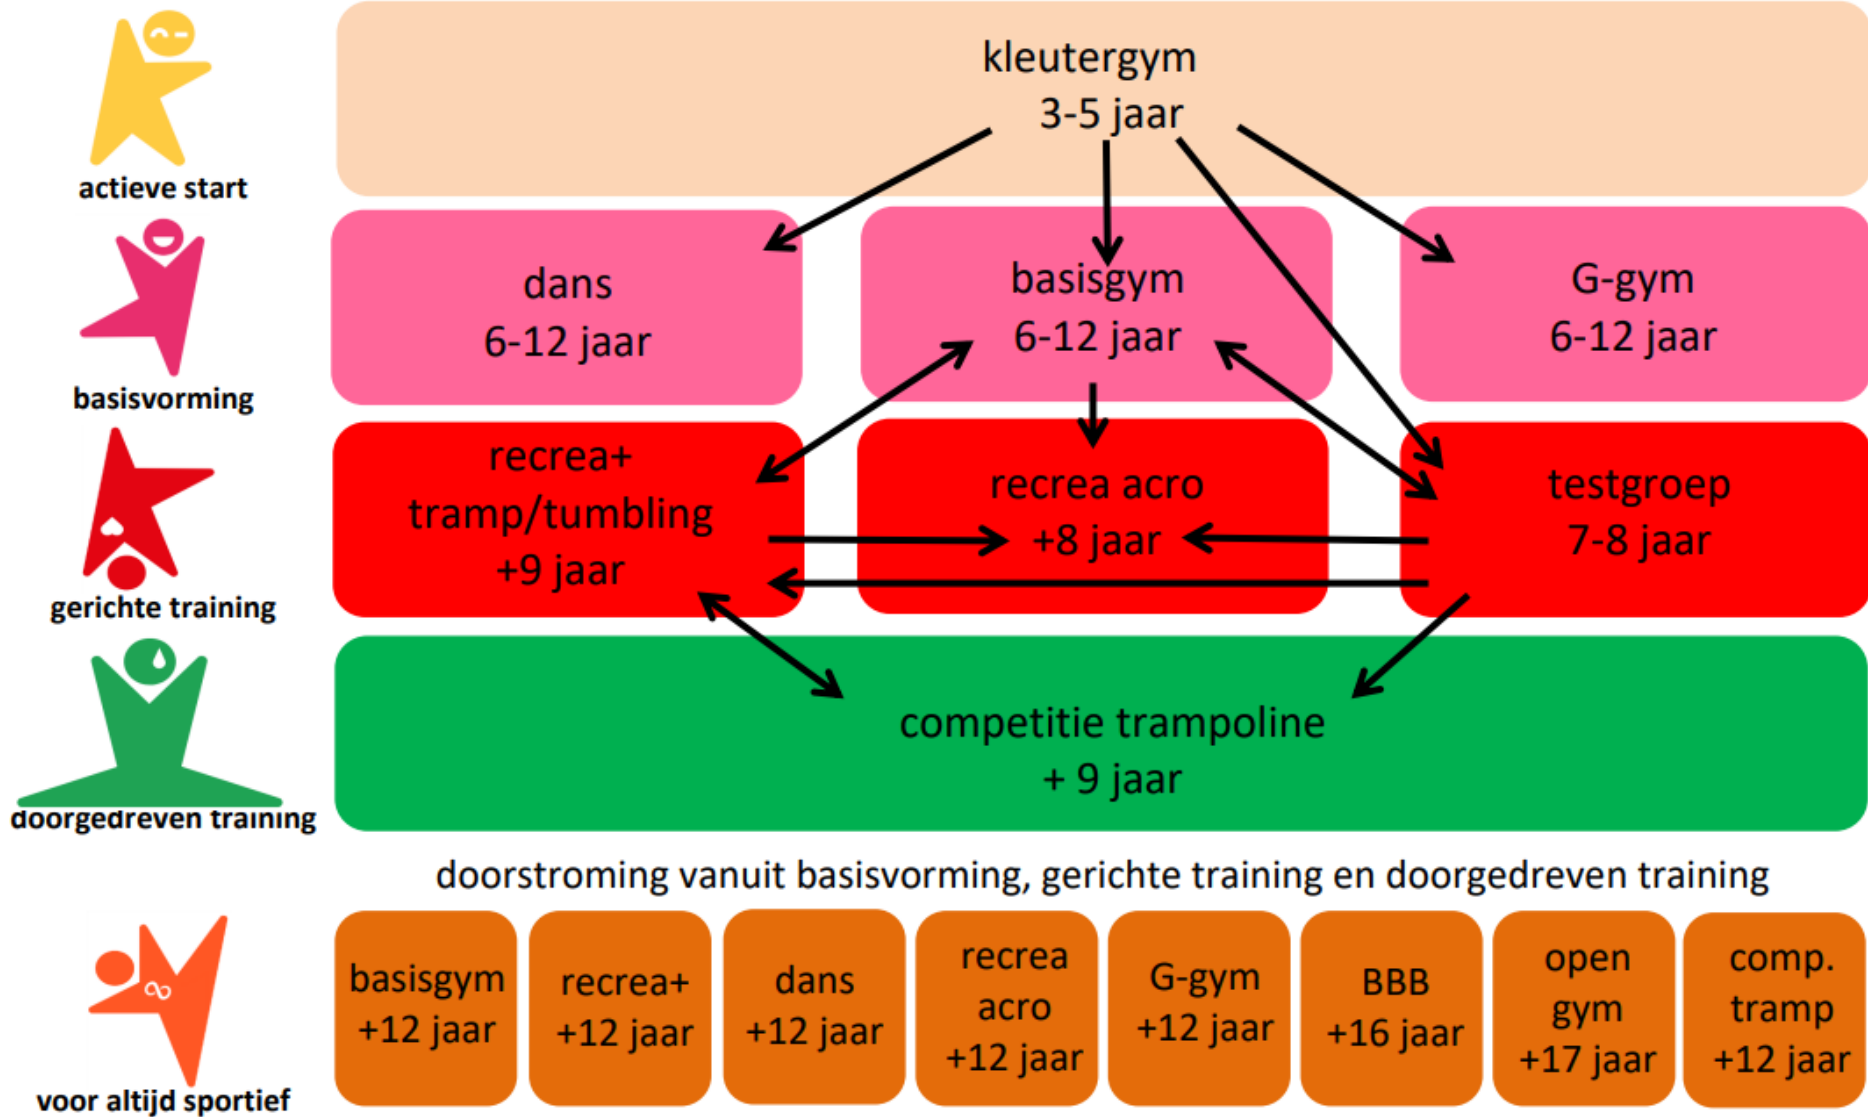 kleutergym
3-5 jaar
actieve start
dans
6-12 jaar
basisgym
6-12 jaar
G-gym
6-12 jaar
basisvorming
recrea+
tramp/tumbling
+9 jaar
recrea acro
+8 jaar
testgroep
7-8 jaar
gerichte training
competitie trampoline
+ 9 jaar
doorgedreven training
doorstroming vanuit basisvorming, gerichte training en doorgedreven training
basisgym
+12 jaar
recrea+
+12 jaar
dans
+12 jaar
recrea
acro
+12 jaar
G-gym
+12 jaar
BBB
+16 jaar
open
gym
+17 jaar
comp.
tramp
+12 jaar
voor altijd sportief